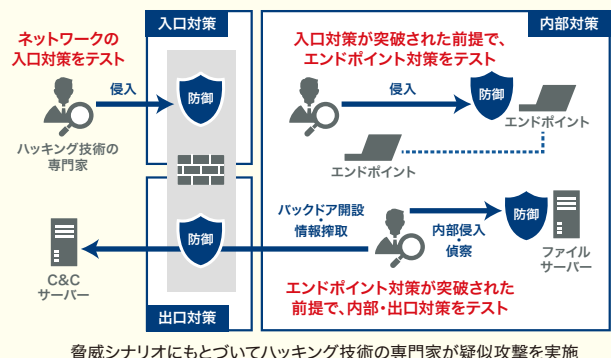 ネットワークの
入口対策をテスト
入口対策
内部対策
入口対策が突破された前提で、
エンドポイント対策をテスト
侵入
防御
侵入
防御
エンドポイント
ハッキング技術の
専門家
エンドポイント
バックドア開設
・
情報搾取
防御
内部侵入
・
偵察
防御
ファイル
サーバー
C&C
サーバー
エンドポイント対策が突破された
前提で、内部・出口対策をテスト
出口対策
脅威シナリオにもとづいてハッキング技術の専門家が疑似攻撃を実施